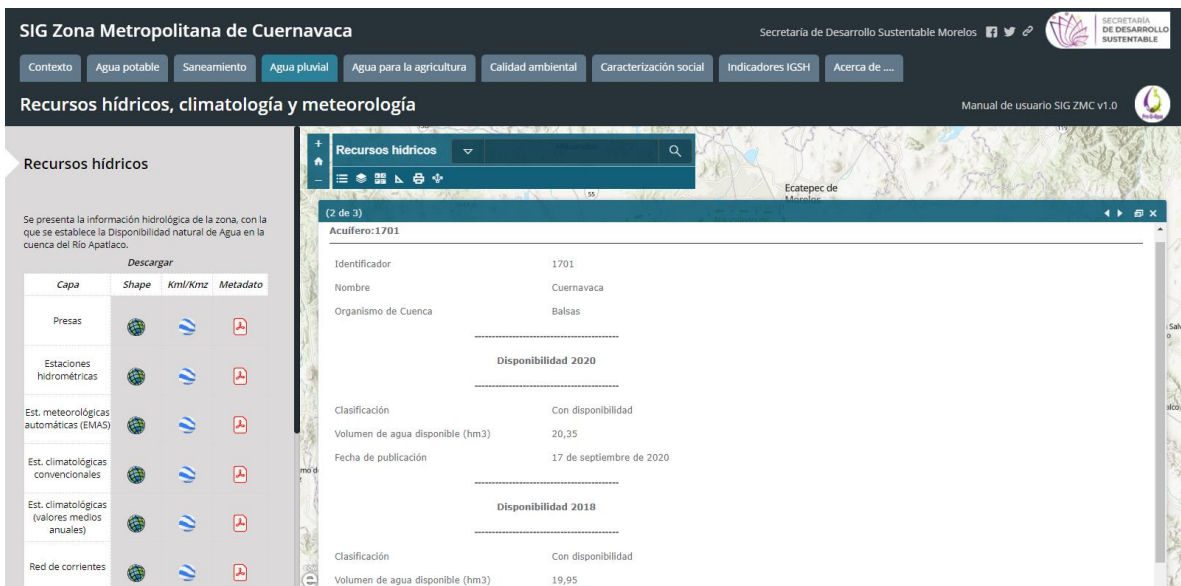 SIG Zona Metropolitana de Cuernavaca
Secretaría de Desarrollo Sustentable Morelos
SECRETARÍA
DE DESARROLLO
SUSTENTABLE
Contexto
Agua potable
Saneamiento
Agua pluvial
Agua para la agricultura
Calidad ambiental
Caracterización social
Indicadores IGSH
Acerca de ....
Recursos hídricos, climatología y meteorología
Manual de usuario SIG ZMC v1.0
Recursos hídricos
Se presenta la información hidrológica de la zona, con la
que se establece la Disponibilidad natural de Agua en la
cuenca del Río Apatlaco.
Descargar
Capa Shape Kml/Kmz Metadato
Presas
Estaciones
hidrométricas
Est. meteorológicas
automáticas (EMAS)
Est. climatológicas
convencionales
Est. climatológicas
(valores medios
anuales)
Red de corrientes
Recursos hídricos
55
Ecatepec de
Morelos
(2 de 3)
Acuífero:1701
Identificador 1701
Nombre Cuernavaca
Organismo de Cuenca Balsas
-----------------------------------------
Disponibilidad 2020
-----------------------------------------
Clasificación Con disponibilidad
Volumen de agua disponible (hm3) 20,35
Fecha de publicación 17 de septiembre de 2020
-----------------------------------------
Disponibilidad 2018
-----------------------------------------
Clasificación Con disponibilidad
Volumen de agua disponible (hm3) 19,95